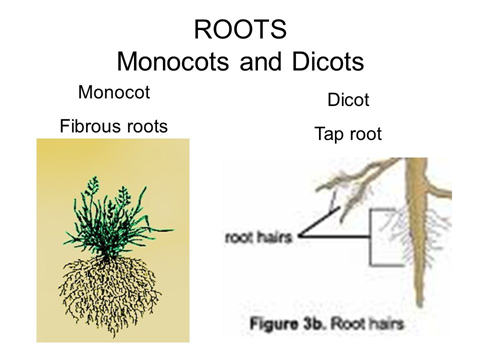 ROOTS
Monocots and Dicots
Monocot
Fibrous roots
Dicot
Tap root
root hairs
Figure 3b. Root hairs